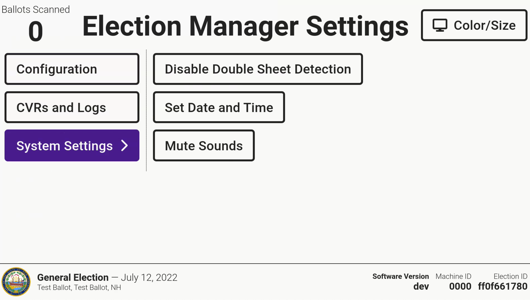 Ballots Scanned
0
Election Manager Settings
Color/Size
Configuration
Disable Double Sheet Detection
CVRs and Logs
Set Date and Time
System Settings
Mute Sounds
General Election — July 12, 2022
Test Ballot, Test Ballot, NH
Software Version
dev
Machine ID
0000
Election ID
ff0f661780